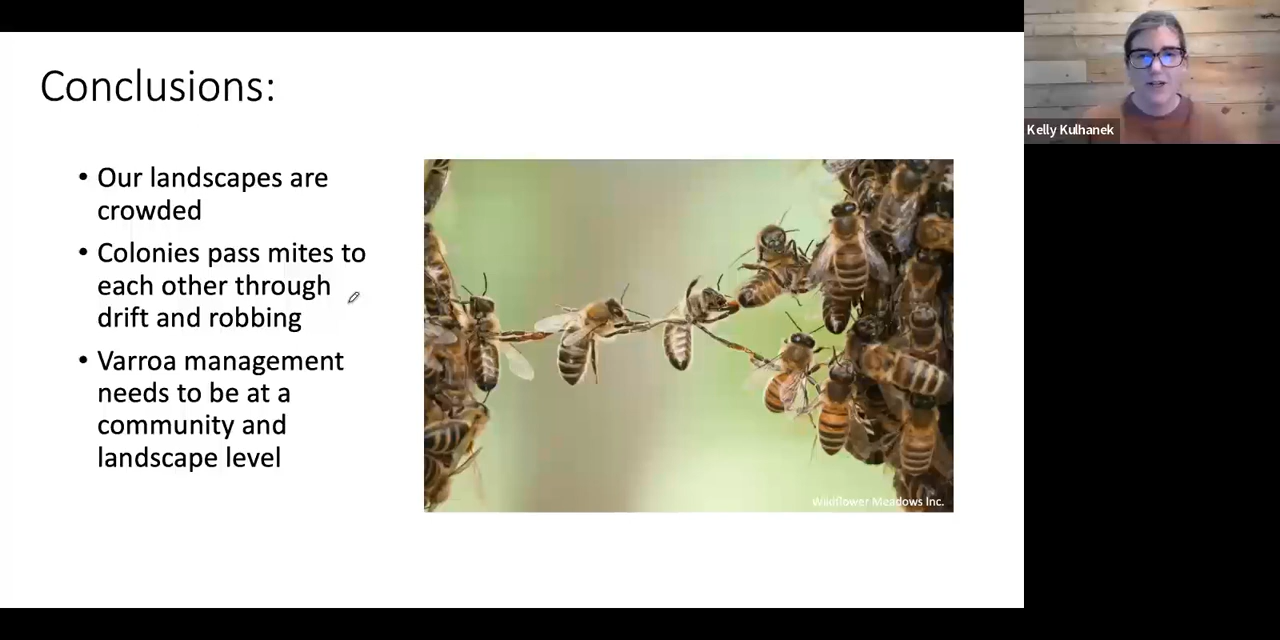 Conclusions:
• Our landscapes are
crowded
• Colonies pass mites to
each other through
drift and robbing
• Varroa management
needs to be at a
community and
landscape level
Wildflower Meadows Inc.
Kelly Kulhanek